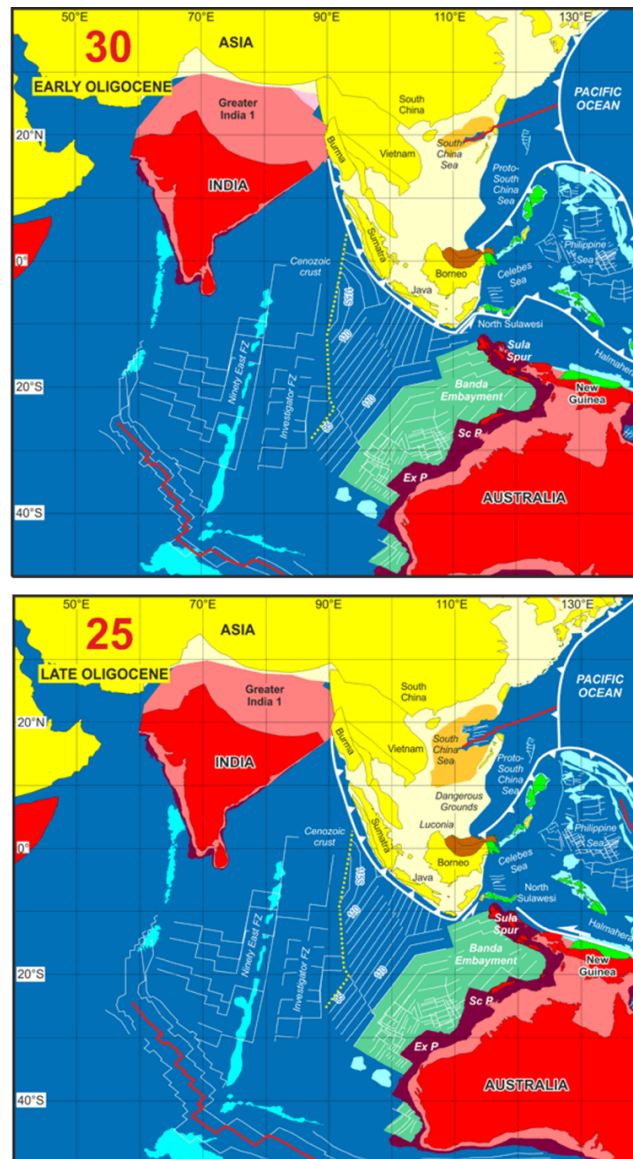 50°E
70°E
90°E
110°E
130°E
30
ASIA
EARLY OLIGOCENE
PACIFIC
OCEAN
Greater
India 1
South
China
20°N
Burma
Vietnam
South
China
Sea
Proto-
South
China
Sea
INDIA
Philippine
Sea
Sumatra
0°
Cenozoic
crust
Borneo
Celebes
Sea
Java
North Sulawesi
Halmahera
Sula
Spur
Ninety East FZ
Investigator FZ
20°S
Banda
Embayment
New
Guinea
Sc P
Ex P
AUSTRALIA
40°S
50°E
70°E
90°E
110°E
130°E
25
ASIA
LATE OLIGOCENE
PACIFIC
OCEAN
Greater
India 1
South
China
20°N
Burma
Vietnam
South
China
Sea
Proto-
South
China
Sea
INDIA
Dangerous
Grounds
Luconia
Philippine
Sea
Sumatra
0°
Cenozoic
crust
Borneo
Celebes
Sea
Java
North
Sulawesi
Halmahera
Sula
Spur
Ninety East FZ
Investigator FZ
Banda
Embayment
20°S
New
Guinea
Sc P
Ex P
AUSTRALIA
40°S